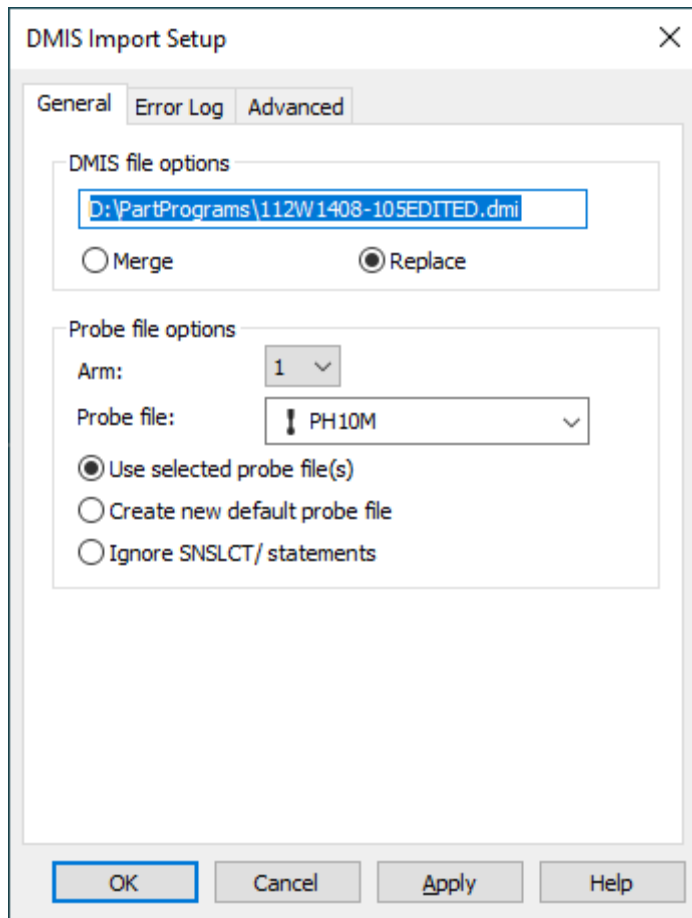 DMIS Import Setup
General Error Log Advanced
DMIS file options
D:\PartPrograms\112W1408-105EDITED.dmi
Merge Replace
Probe file options
Arm: 1
Probe file: PH10M
Use selected probe file(s)
Create new default probe file
Ignore SNSLCT/ statements
OK Cancel Apply Help